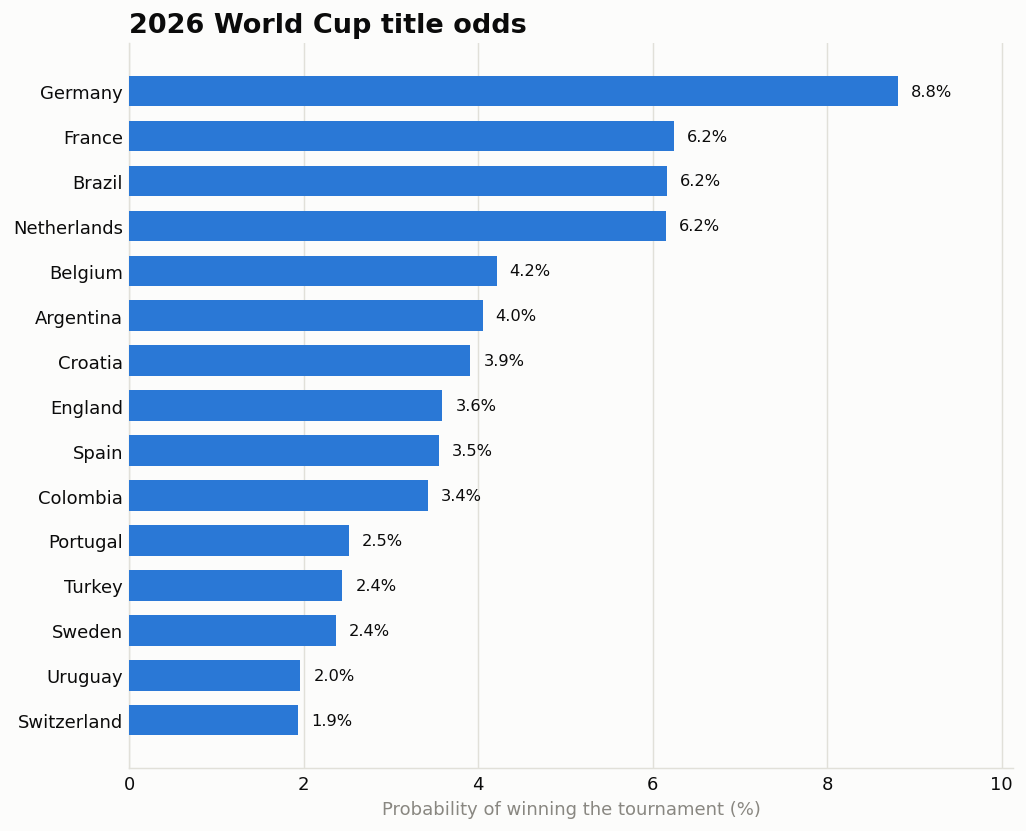 2026 World Cup title odds
Germany 8.8%
France 6.2%
Brazil 6.2%
Netherlands 6.2%
Belgium 4.2%
Argentina 4.0%
Croatia 3.9%
England 3.6%
Spain 3.5%
Colombia 3.4%
Portugal 2.5%
Turkey 2.4%
Sweden 2.4%
Uruguay 2.0%
Switzerland 1.9%
0 2 4 6 8 10
Probability of winning the tournament (%)